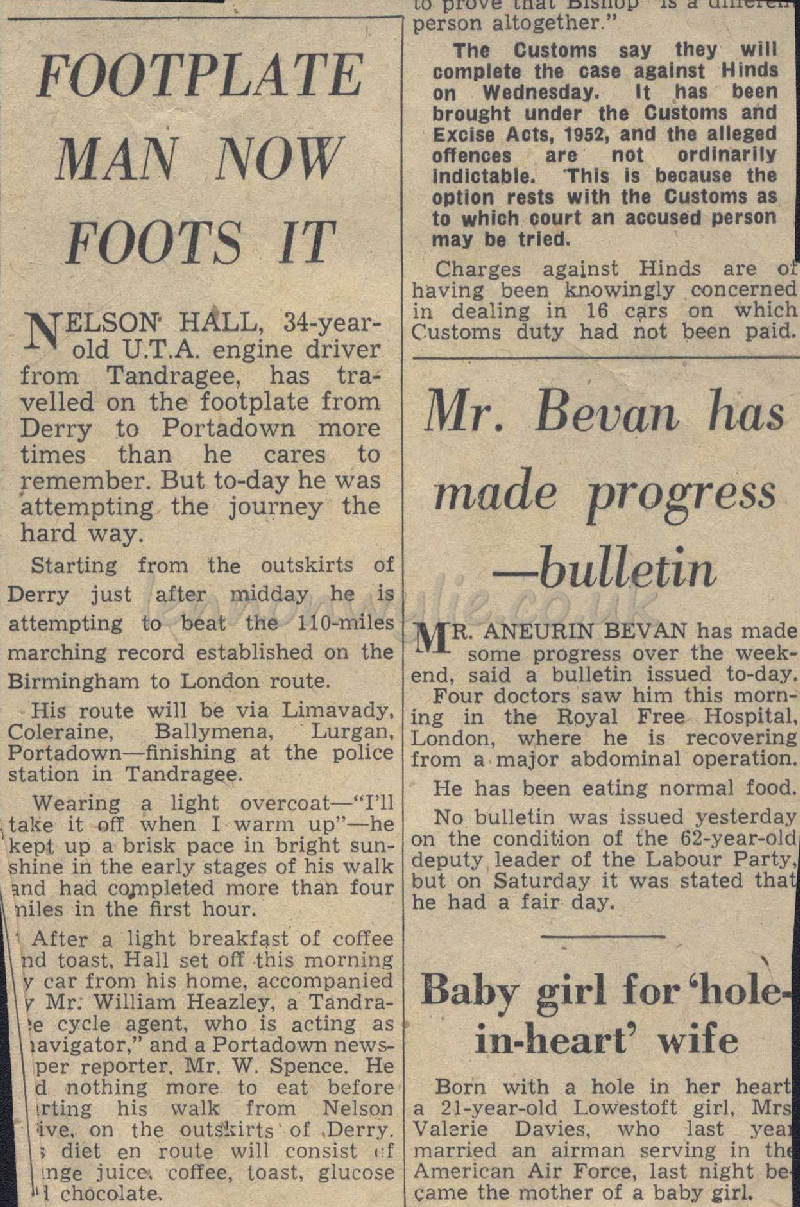 FOOTPLATE
MAN NOW
FOOTS IT
NELSON HALL, 34-year-
old U.T.A. engine driver
from Tandragee, has tra-
velled on the footplate from
Derry to Portadown more
times than he cares to
remember. But to-day he was
attempting the journey the
hard way.
Starting from the outskirts of
Derry just after midday he is
attempting to beat the 110-miles
marching record established on the
Birmingham to London route.
His route will be via Limavady,
Coleraine, Ballymena, Lurgan,
Portadown—finishing at the police
station in Tandragee.
Wearing a light overcoat—"I'll
take it off when I warm up"—he
kept up a brisk pace in bright sun-
shine in the early stages of his walk
and had completed more than four
miles in the first hour.
After a light breakfast of coffee
nd toast, Hall set off this morning
y car from his home, accompanied
y Mr. William Heazley, a Tandra-
e cycle agent, who is acting as
navigator," and a Portadown news-
per reporter, Mr. W. Spence. He
d nothing more to eat before
rting his walk from Nelson
ive, on the outskirts of Derry.
s diet en route will consist of
nge juice, coffee, toast, glucose
d chocolate.
to prove that Bishop is a different
person altogether."
The Customs say they will
complete the case against Hinds
on Wednesday. It has been
brought under the Customs and
Excise Acts, 1952, and the alleged
offences are not ordinarily
indictable. This is because the
option rests with the Customs as
to which court an accused person
may be tried.
Charges against Hinds are of
having been knowingly concerned
in dealing in 16 cars on which
Customs duty had not been paid.
Mr. Bevan has
made progress
—bulletin
MR. ANEURIN BEVAN has made
some progress over the week-
end, said a bulletin issued to-day.
Four doctors saw him this morn-
ing in the Royal Free Hospital,
London, where he is recovering
from a major abdominal operation.
He has been eating normal food.
No bulletin was issued yesterday
on the condition of the 62-year-old
deputy leader of the Labour Party,
but on Saturday it was stated that
he had a fair day.
Baby girl for 'hole-
in-heart' wife
Born with a hole in her heart
a 21-year-old Lowestoft girl, Mrs
Valerie Davies, who last year
married an airman serving in the
American Air Force, last night be-
came the mother of a baby girl.